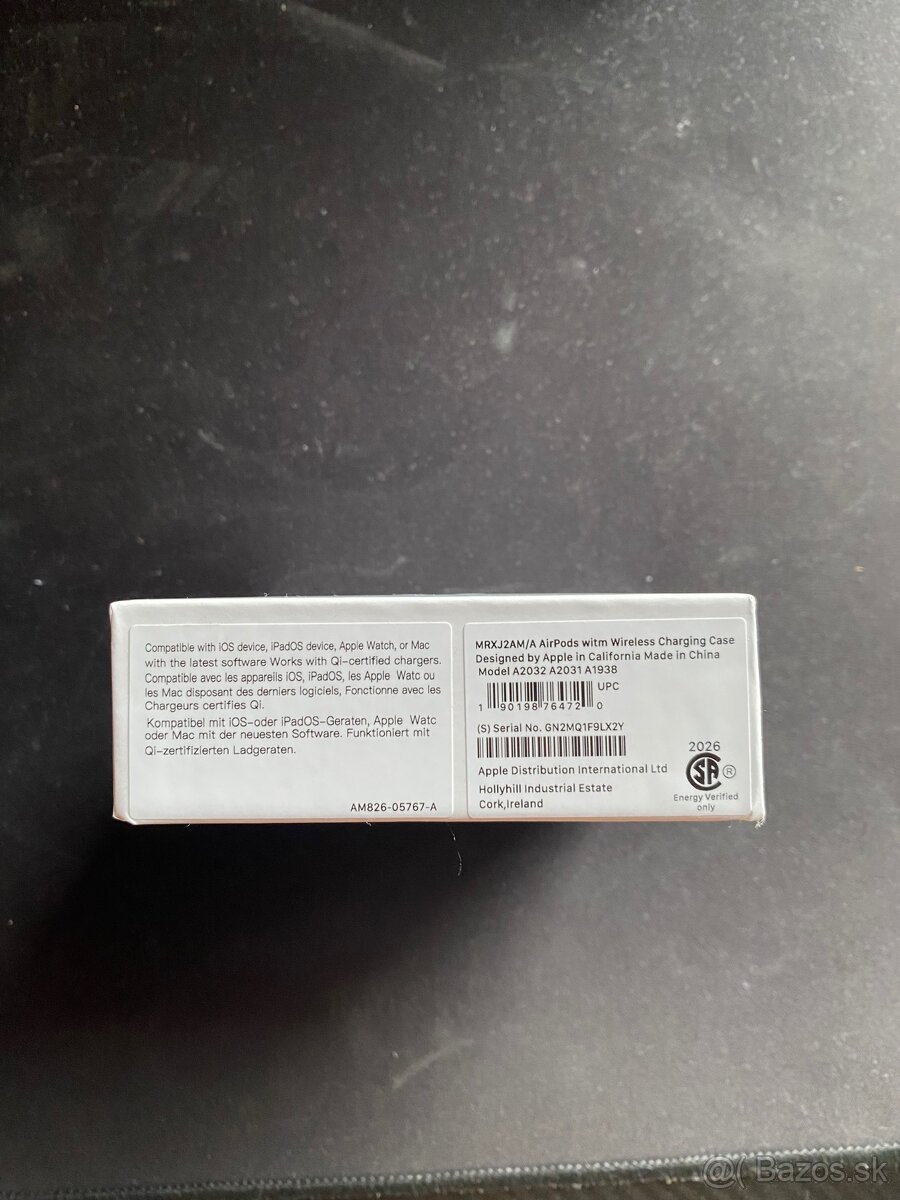 Compatible with iOS device, iPadOS device, Apple Watch, or Mac
with the latest software Works with Qi-certified chargers.
Compatible avec les appareils iOS, iPadOS, les Apple Watc ou
les Mac disposant des derniers logiciels, Fonctionne avec les
Chargeurs certifies Qi.
Kompatibel mit iOS-oder iPadOS-Geraten, Apple Watc
oder Mac mit der neuesten Software. Funktioniert mit
Qi-zertifizierten Ladgeraten.
AM826-05767-A
MRXJ2AM/A AirPods witm Wireless Charging Case
Designed by Apple in California Made in China
Model A2032 A2031 A1938
UPC
1 90198 76472 0
(S) Serial No. GN2MQ1F9LX2Y
Apple Distribution International Ltd
Hollyhill Industrial Estate
Cork,Ireland
2026
SA ®
Energy Verified
only
@( Bazos.sk